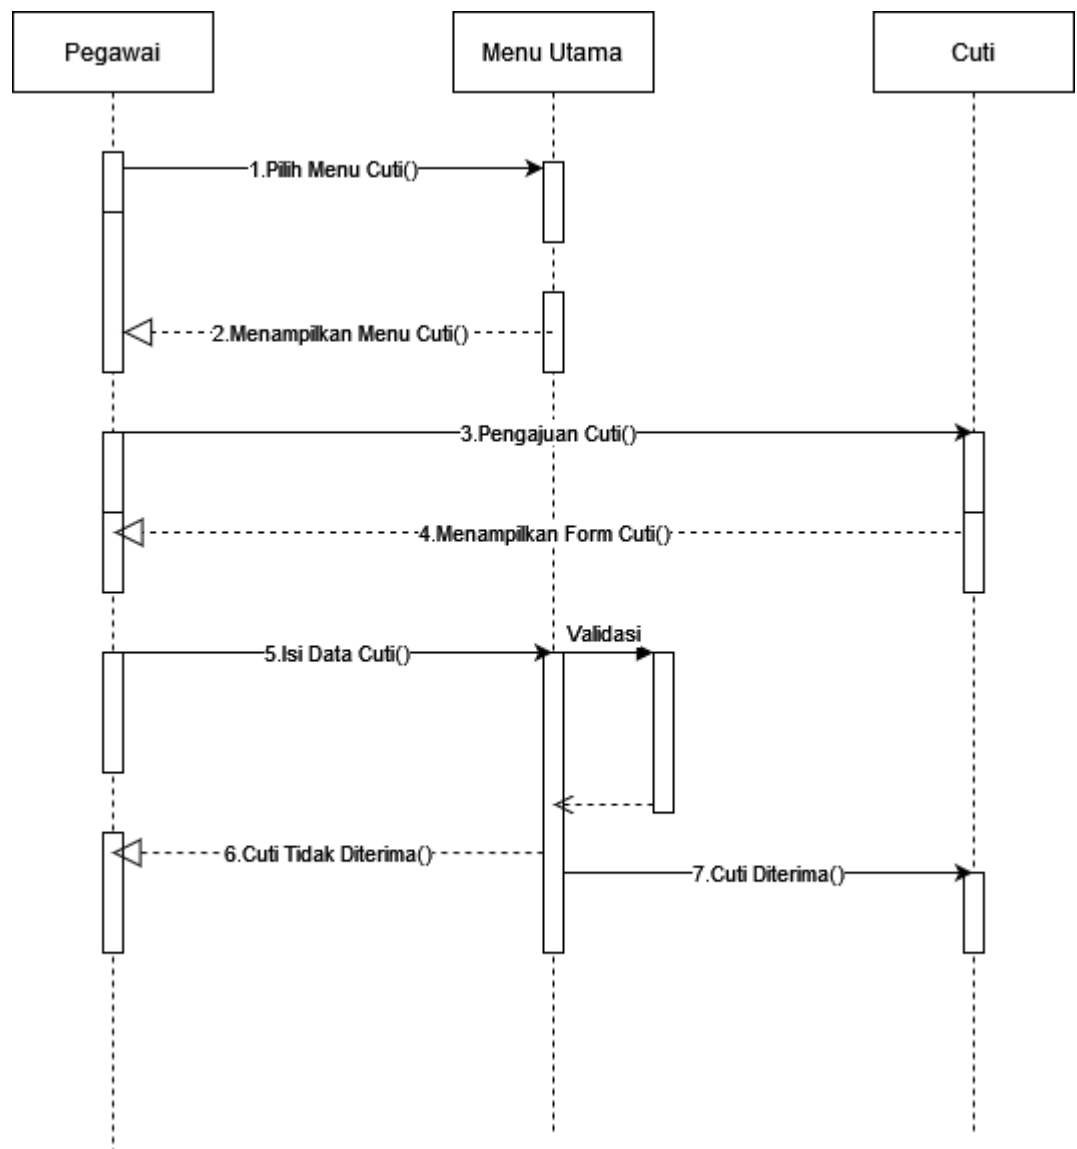 Pegawai
Menu Utama
Cuti
1.Pilih Menu Cuti()
2.Menampilkan Menu Cuti()
3.Pengajuan Cuti()
4.Menampilkan Form Cuti()
Validasi
5.Isi Data Cuti()
6.Cuti Tidak Diterima()
7.Cuti Diterima()